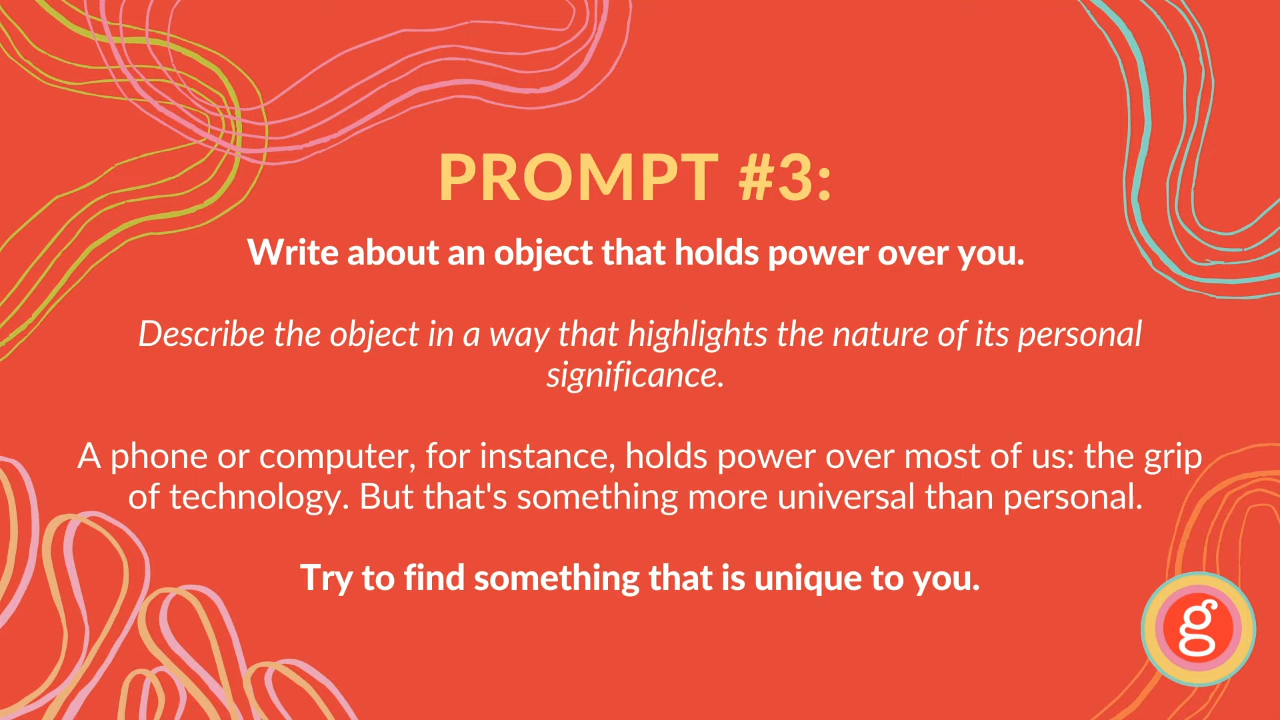 PROMPT #3:
Write about an object that holds power over you.
Describe the object in a way that highlights the nature of its personal
significance.
A phone or computer, for instance, holds power over most of us: the grip
of technology. But that's something more universal than personal.
Try to find something that is unique to you.
g